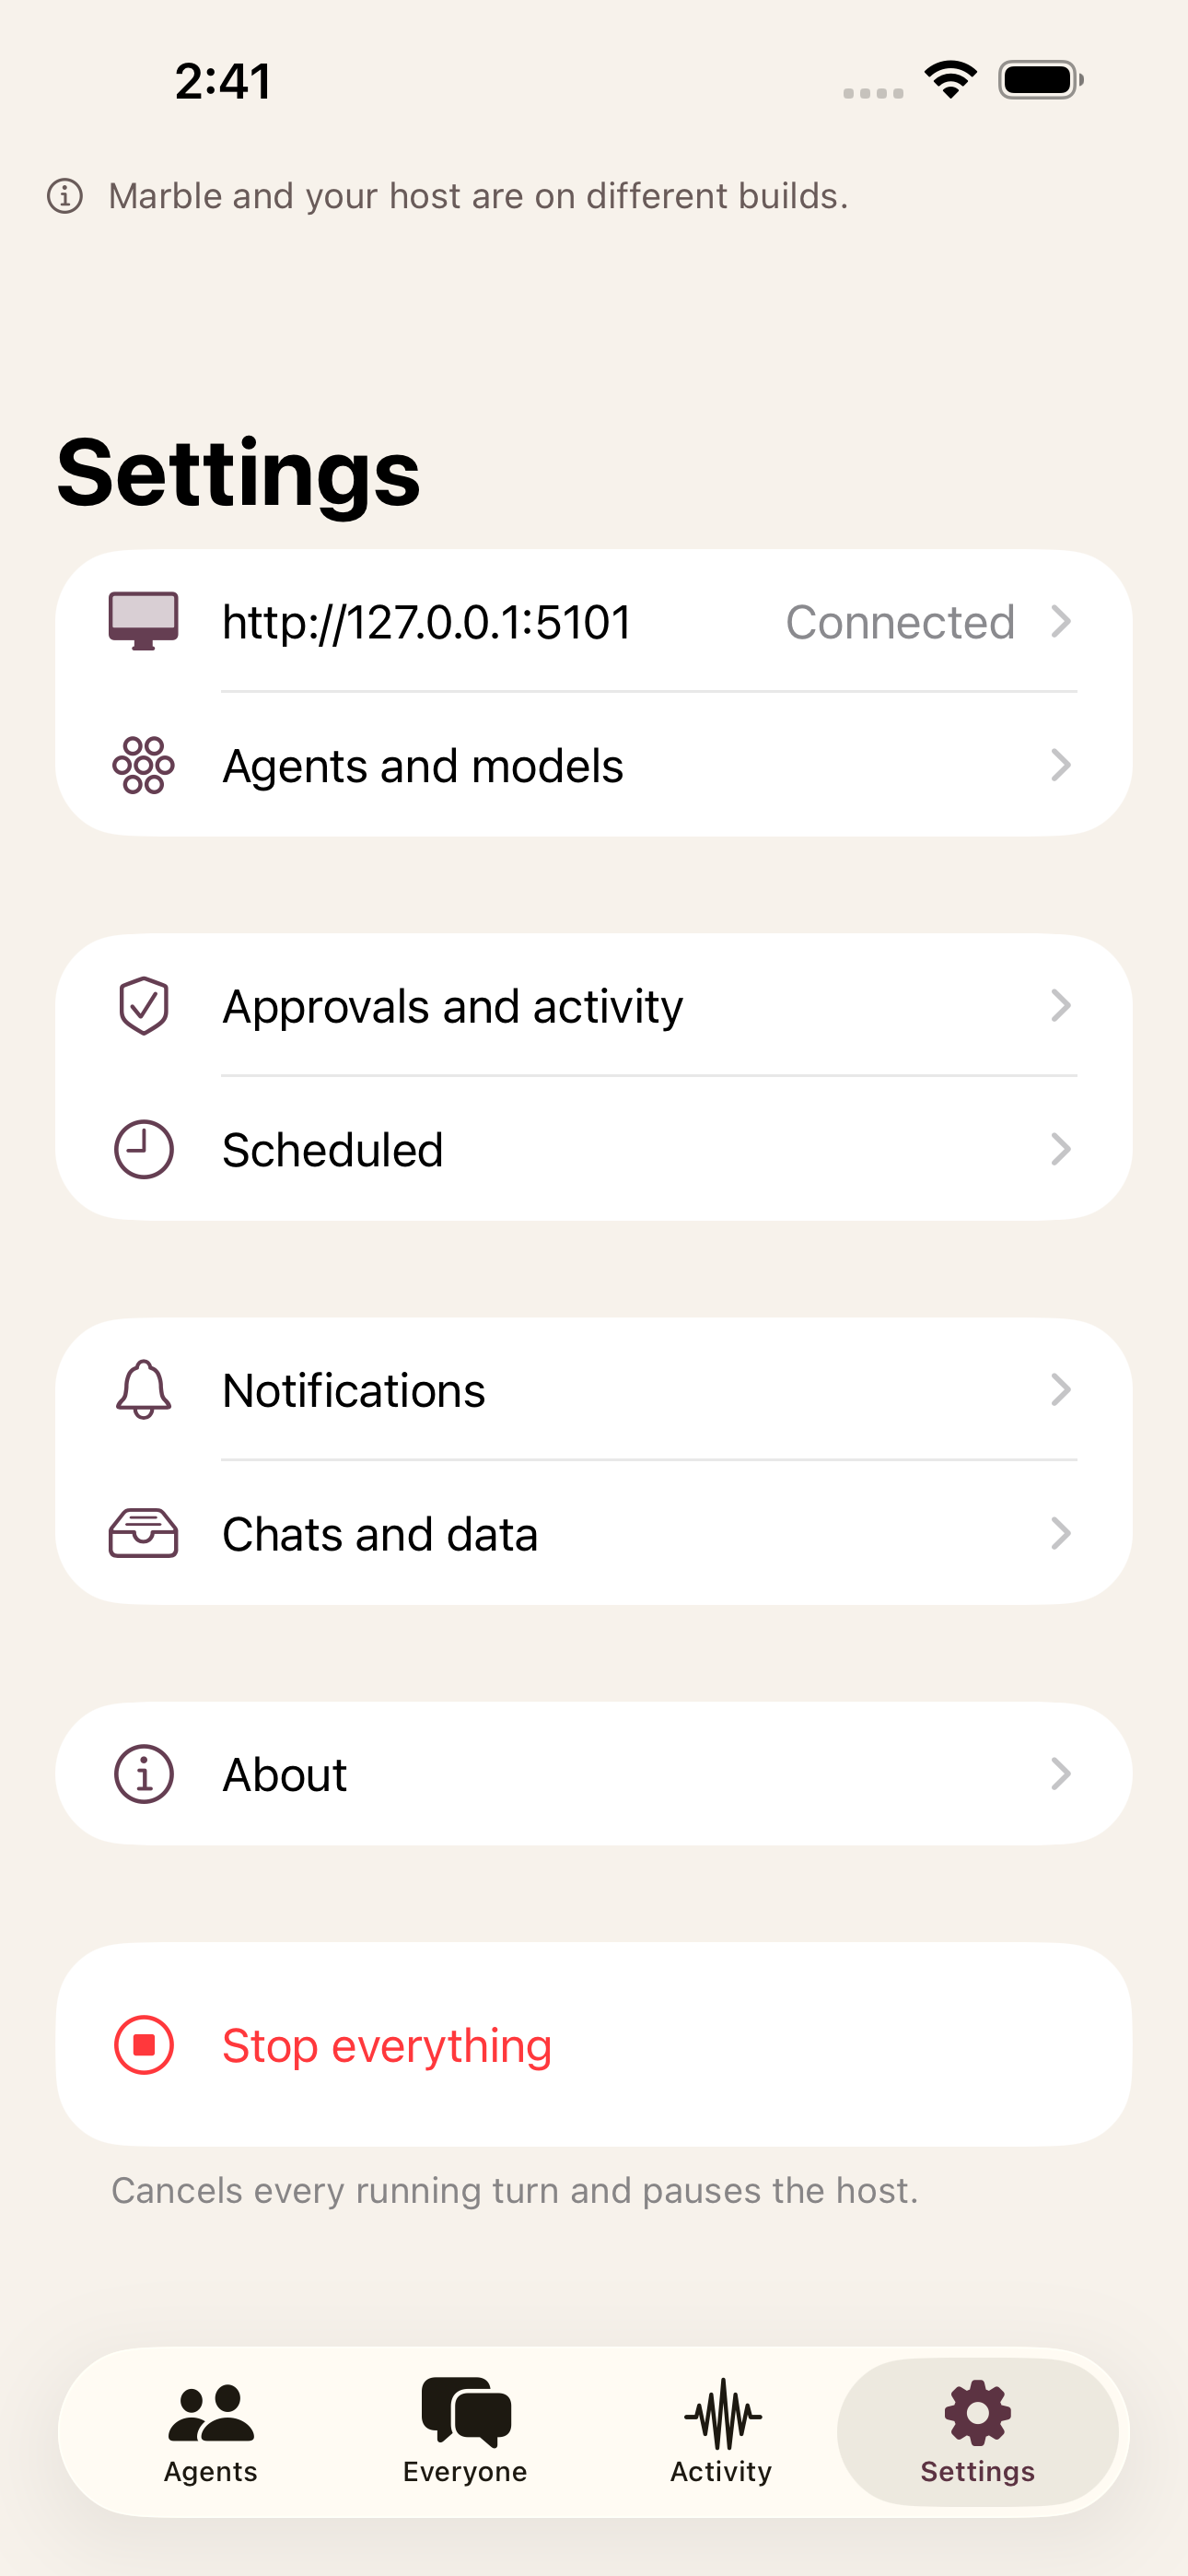 2:41
Marble and your host are on different builds.
Settings
http://127.0.0.1:5101 Connected
Agents and models
Approvals and activity
Scheduled
Notifications
Chats and data
About
Stop everything
Cancels every running turn and pauses the host.
Agents Everyone Activity Settings